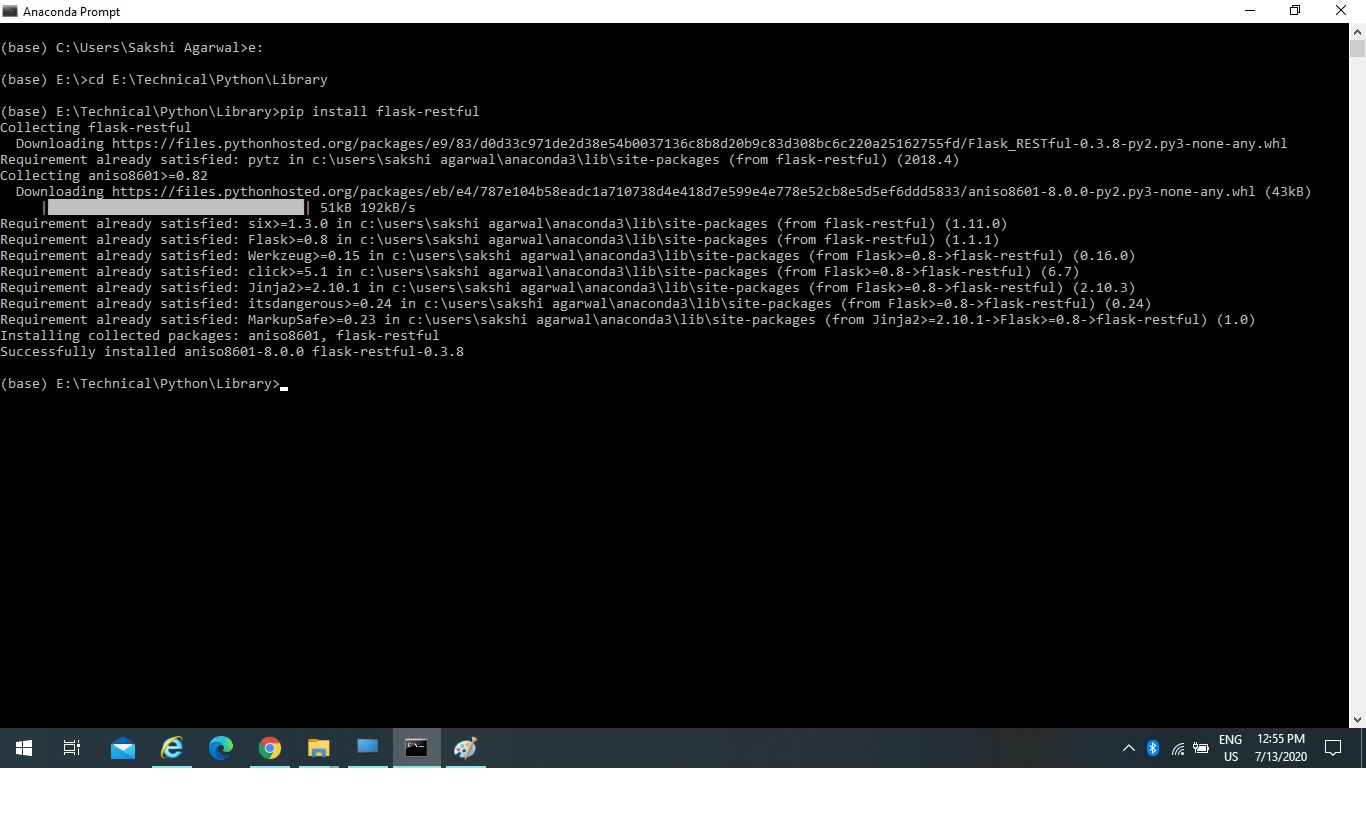 Anaconda Prompt
(base) C:\Users\Sakshi Agarwal>e:
(base) E:\>cd E:\Technical\Python\Library
(base) E:\Technical\Python\Library>pip install flask-restful
Collecting flask-restful
Downloading https://files.pythonhosted.org/packages/e9/83/d0d33c971de2d38e54b0037136c8b8d20b9c83d308bc6c220a25162755fd/Flask_RESTful-0.3.8-py2.py3-none-any.whl
Requirement already satisfied: pytz in c:\users\sakshi agarwal\anaconda3\lib\site-packages (from flask-restful) (2018.4)
Collecting aniso8601>=0.82
Downloading https://files.pythonhosted.org/packages/eb/e4/787e104b58eadc1a710738d4e418d7e599e4e778e52cb8e5d5ef6ddd5833/aniso8601-8.0.0-py2.py3-none-any.whl (43kB)
| | 51kB 192kB/s
Requirement already satisfied: six>=1.3.0 in c:\users\sakshi agarwal\anaconda3\lib\site-packages (from flask-restful) (1.11.0)
Requirement already satisfied: Flask>=0.8 in c:\users\sakshi agarwal\anaconda3\lib\site-packages (from flask-restful) (1.1.1)
Requirement already satisfied: Werkzeug>=0.15 in c:\users\sakshi agarwal\anaconda3\lib\site-packages (from Flask>=0.8->flask-restful) (0.16.0)
Requirement already satisfied: click>=5.1 in c:\users\sakshi agarwal\anaconda3\lib\site-packages (from Flask>=0.8->flask-restful) (6.7)
Requirement already satisfied: Jinja2>=2.10.1 in c:\users\sakshi agarwal\anaconda3\lib\site-packages (from Flask>=0.8->flask-restful) (2.10.3)
Requirement already satisfied: itsdangerous>=0.24 in c:\users\sakshi agarwal\anaconda3\lib\site-packages (from Flask>=0.8->flask-restful) (0.24)
Requirement already satisfied: MarkupSafe>=0.23 in c:\users\sakshi agarwal\anaconda3\lib\site-packages (from Jinja2>=2.10.1->Flask>=0.8->flask-restful) (1.0)
Installing collected packages: aniso8601, flask-restful
Successfully installed aniso8601-8.0.0 flask-restful-0.3.8
(base) E:\Technical\Python\Library>
ENG
US
12:55 PM
7/13/2020